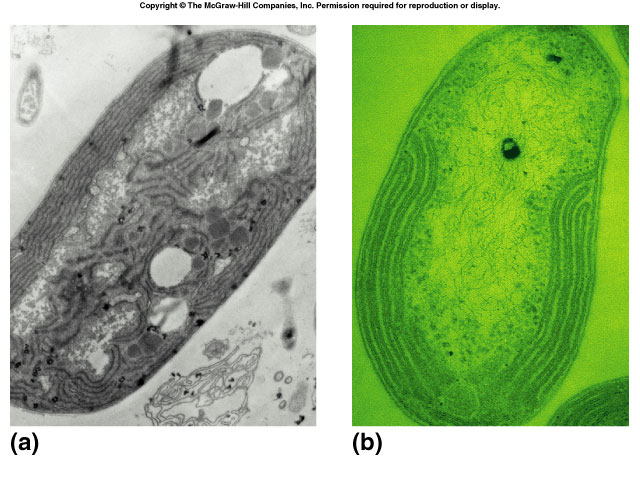 Copyright © The McGraw-Hill Companies, Inc. Permission required for reproduction or display.
(a)
(b)